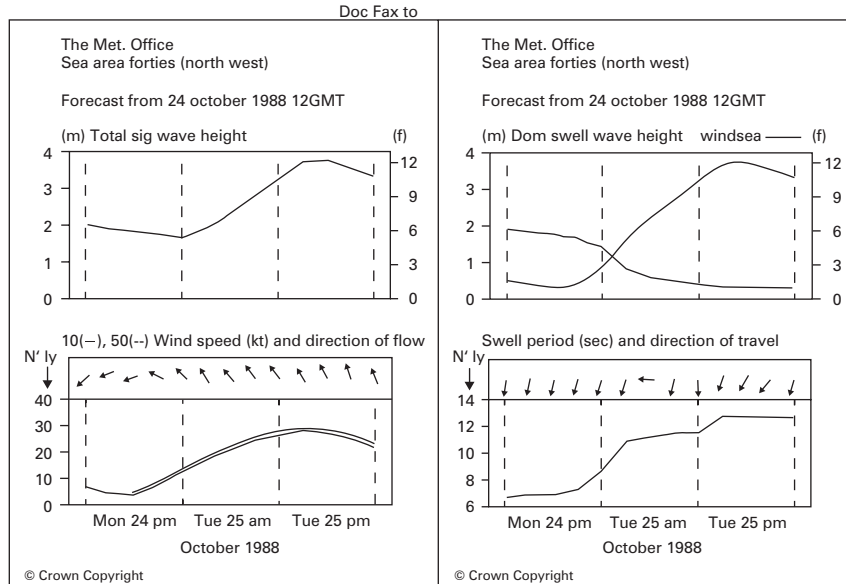 Doc Fax to
The Met. Office
Sea area forties (north west)
Forecast from 24 october 1988 12GMT
(m) Total sig wave height (f)
4
3
2
1
0
12
9
6
3
0
10(—), 50(--) Wind speed (kt) and direction of flow
N' ly
40
30
20
10
0
Mon 24 pm Tue 25 am Tue 25 pm
October 1988
© Crown Copyright
The Met. Office
Sea area forties (north west)
Forecast from 24 october 1988 12GMT
(m) Dom swell wave height windsea —— (f)
4
3
2
1
0
12
9
6
3
0
Swell period (sec) and direction of travel
N' ly
14
12
10
8
6
Mon 24 pm Tue 25 am Tue 25 pm
October 1988
© Crown Copyright